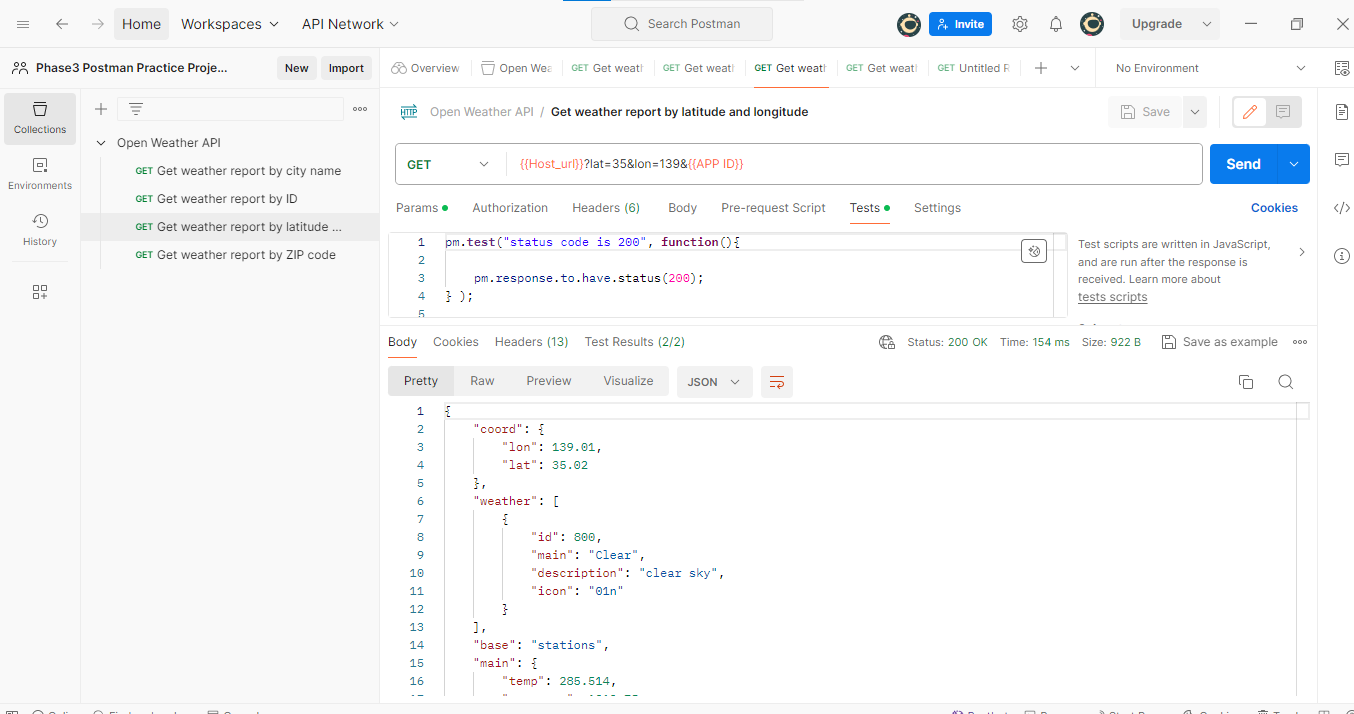 Home Workspaces API Network Search Postman Invite Upgrade
Phase3 Postman Practice Proje... New Import
Overview Open Wea GET Get weat GET Get weat GET Get weat GET Get weat GET Untitled R No Environment
Collections
Environments
History
Open Weather API
GET Get weather report by city name
GET Get weather report by ID
GET Get weather report by latitude ...
GET Get weather report by ZIP code
HTTP Open Weather API / Get weather report by latitude and longitude Save
GET {{Host_url}}?lat=35&lon=139&{{APP ID}} Send
Params Authorization Headers (6) Body Pre-request Script Tests Settings Cookies
1 pm.test("status code is 200", function(){
2
3 pm.response.to.have.status(200);
4 } );
5
Test scripts are written in JavaScript,
and are run after the response is
received. Learn more about
tests scripts
Body Cookies Headers (13) Test Results (2/2) Status: 200 OK Time: 154 ms Size: 922 B Save as example
Pretty Raw Preview Visualize JSON
1 {
2 "coord": {
3 "lon": 139.01,
4 "lat": 35.02
5 },
6 "weather": [
7 {
8 "id": 800,
9 "main": "Clear",
10 "description": "clear sky",
11 "icon": "01n"
12 }
13 ],
14 "base": "stations",
15 "main": {
16 "temp": 285.514,